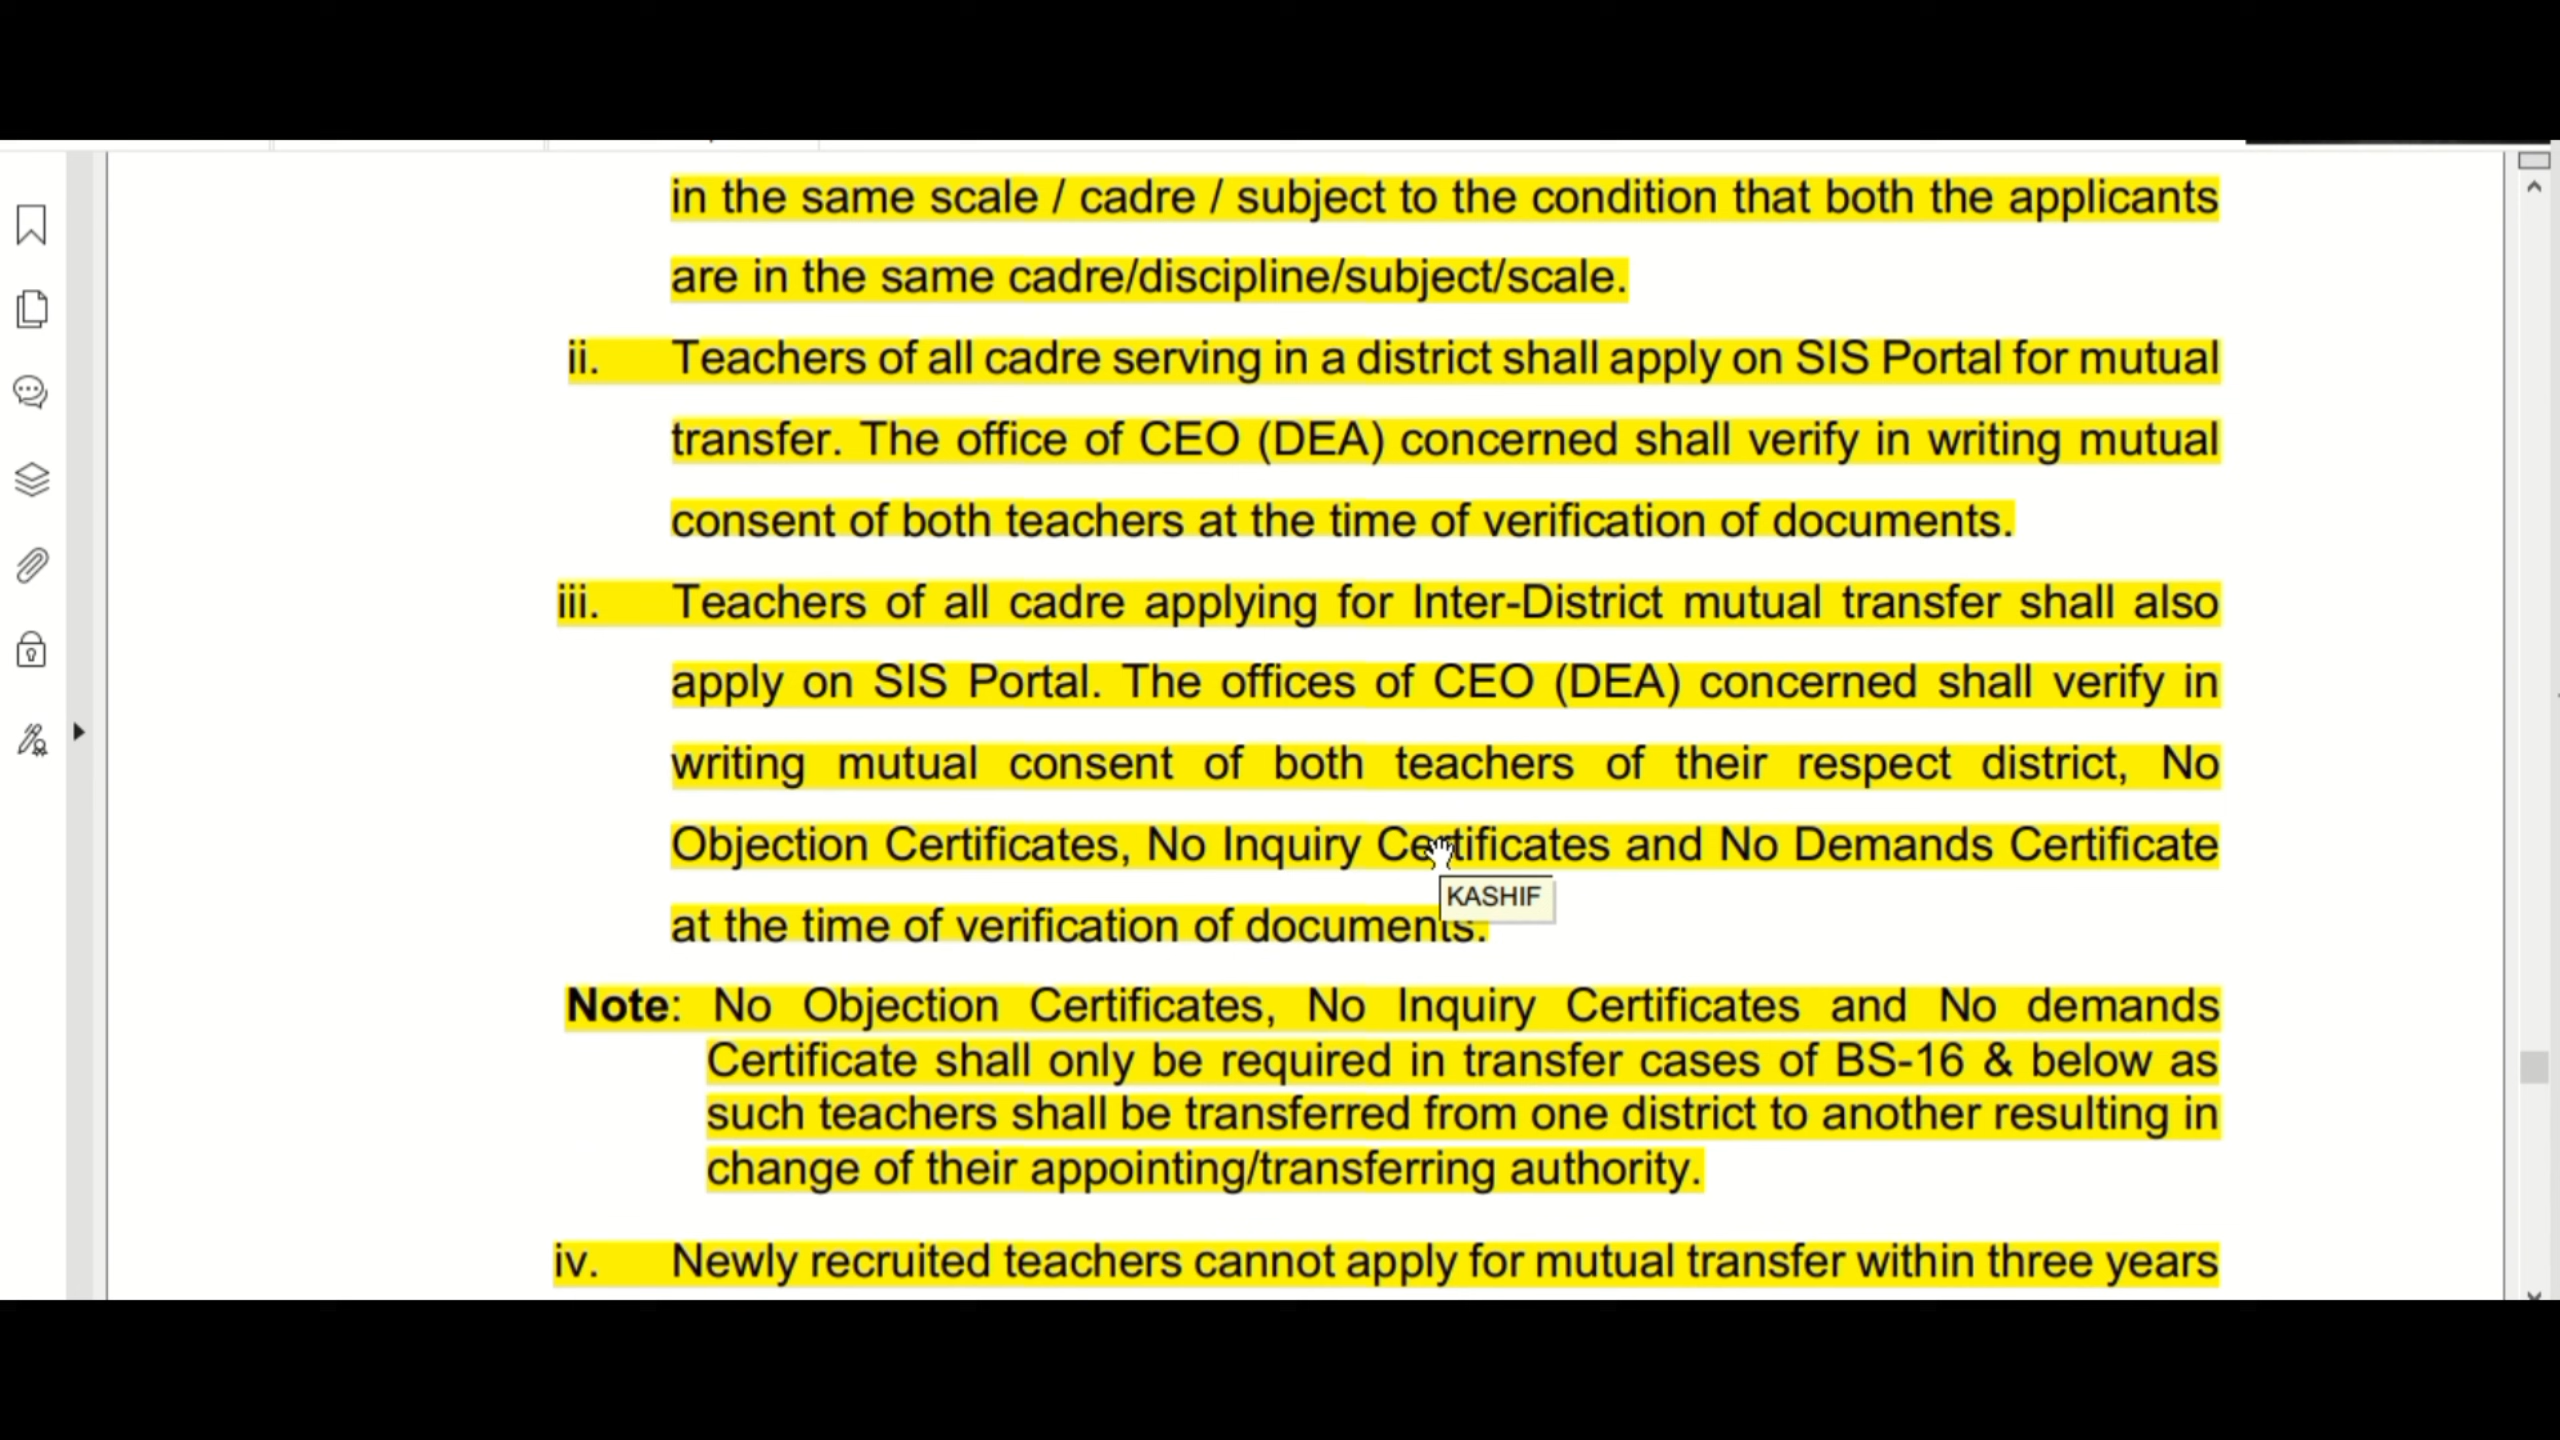 in the same scale / cadre / subject to the condition that both the applicants
are in the same cadre/discipline/subject/scale.
ii. Teachers of all cadre serving in a district shall apply on SIS Portal for mutual
transfer. The office of CEO (DEA) concerned shall verify in writing mutual
consent of both teachers at the time of verification of documents.
iii. Teachers of all cadre applying for Inter-District mutual transfer shall also
apply on SIS Portal. The offices of CEO (DEA) concerned shall verify in
writing mutual consent of both teachers of their respect district, No
Objection Certificates, No Inquiry Certificates and No Demands Certificate
KASHIF
at the time of verification of documents.
Note: No Objection Certificates, No Inquiry Certificates and No demands
Certificate shall only be required in transfer cases of BS-16 & below as
such teachers shall be transferred from one district to another resulting in
change of their appointing/transferring authority.
iv. Newly recruited teachers cannot apply for mutual transfer within three years